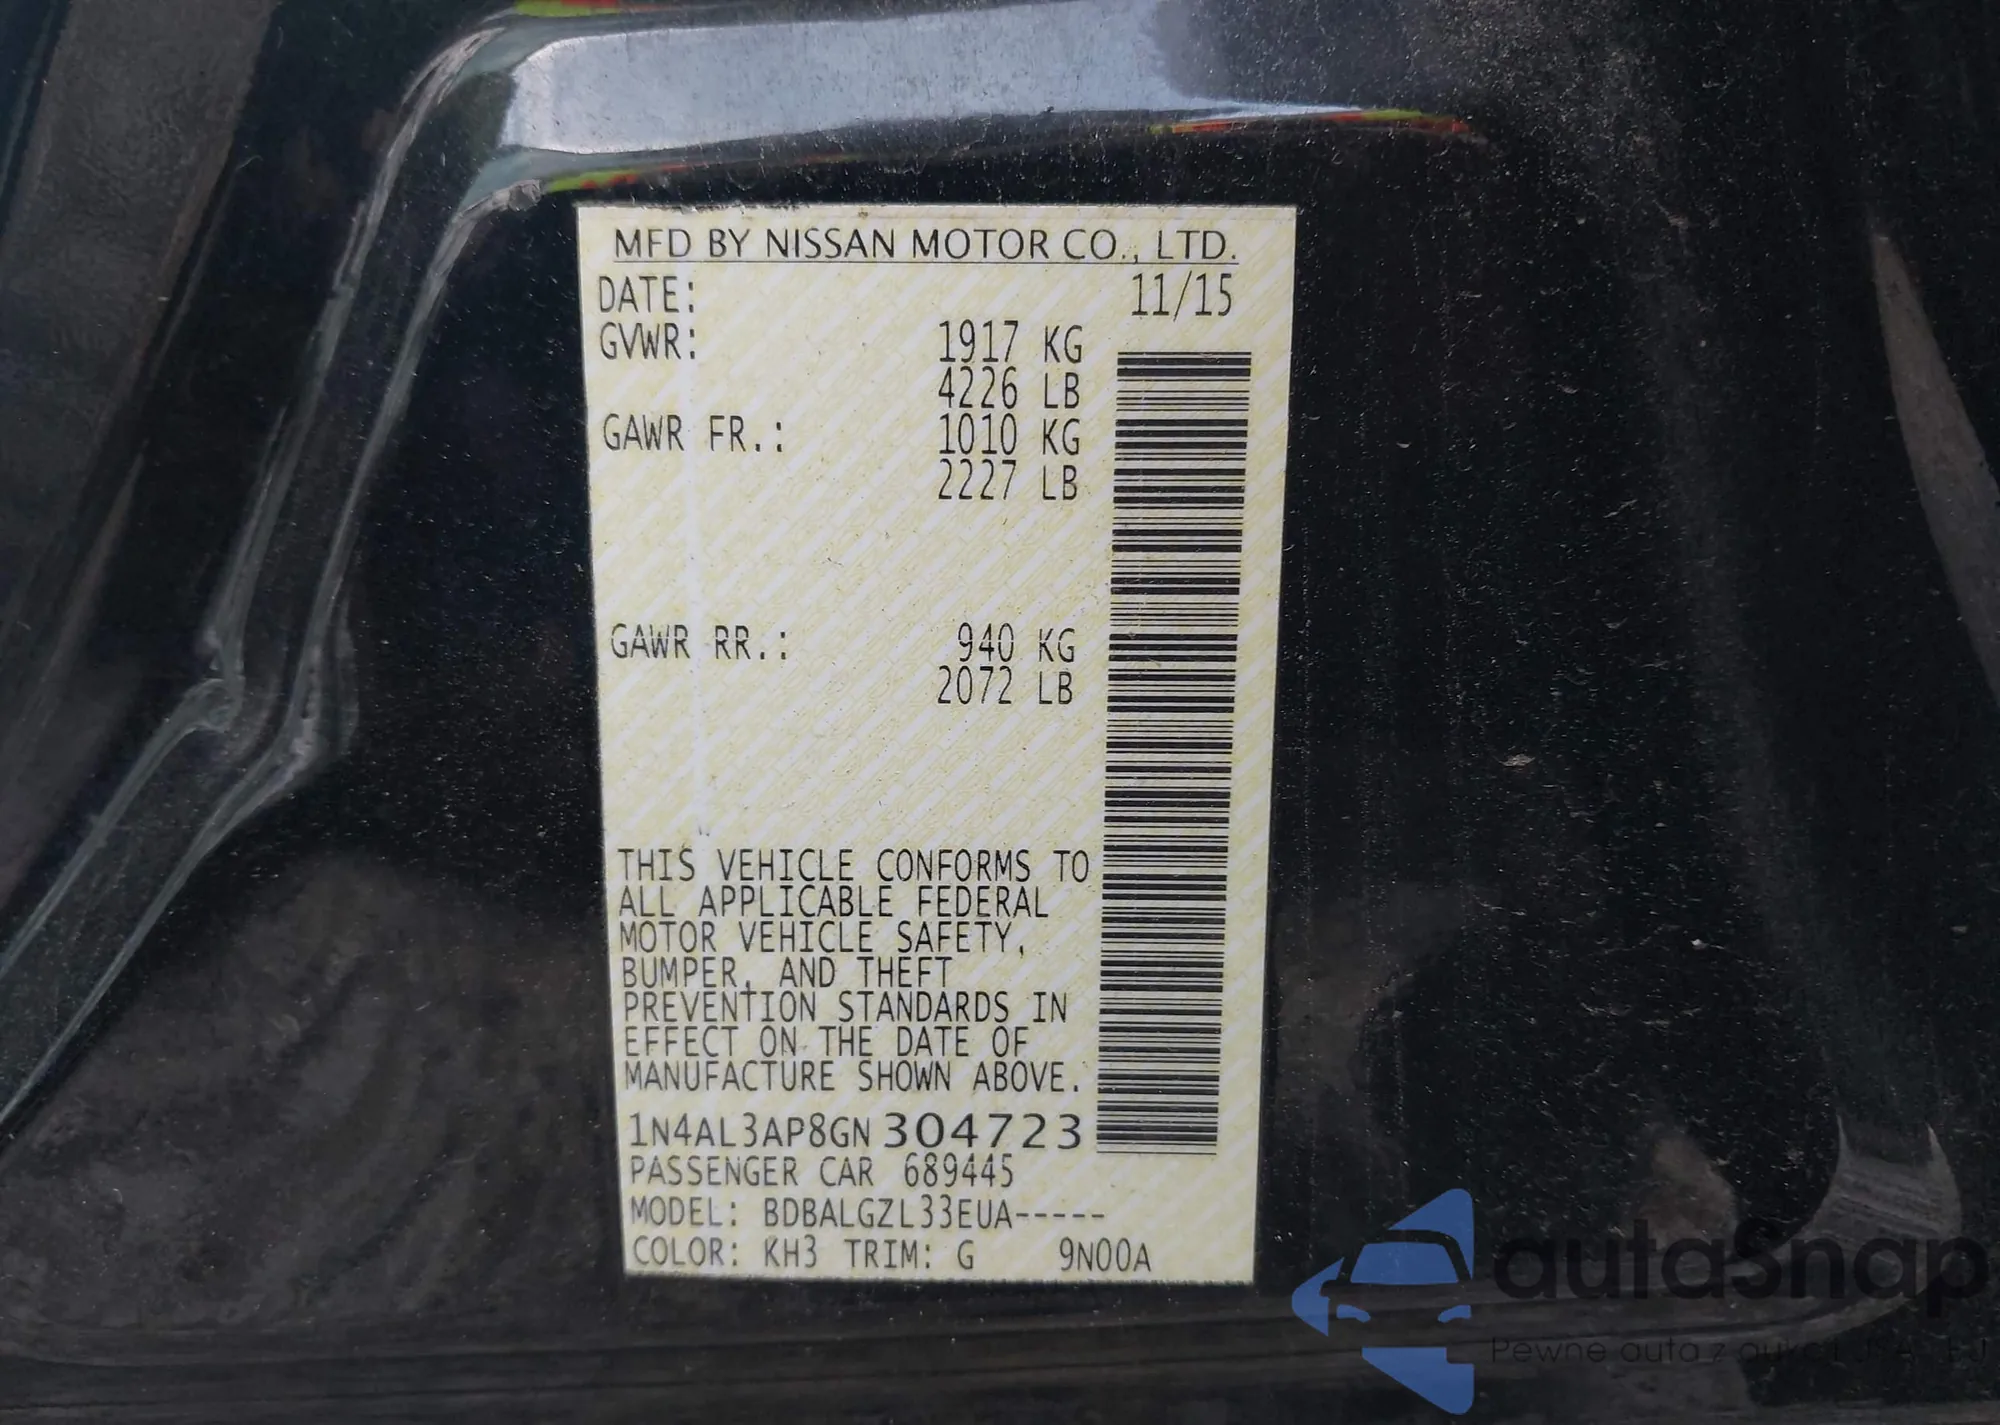 MFD BY NISSAN MOTOR CO., LTD.
DATE: 11/15
GVWR: 1917 KG
4226 LB
GAWR FR.: 1010 KG
2227 LB
GAWR RR.: 940 KG
2072 LB
THIS VEHICLE CONFORMS TO
ALL APPLICABLE FEDERAL
MOTOR VEHICLE SAFETY,
BUMPER, AND THEFT
PREVENTION STANDARDS IN
EFFECT ON THE DATE OF
MANUFACTURE SHOWN ABOVE.
1N4AL3AP8GN304723
PASSENGER CAR 689445
MODEL: BDBALGZL33EUA-----
COLOR: KH3 TRIM: G 9N00A
autaSnap
Pewne auta z aukcji